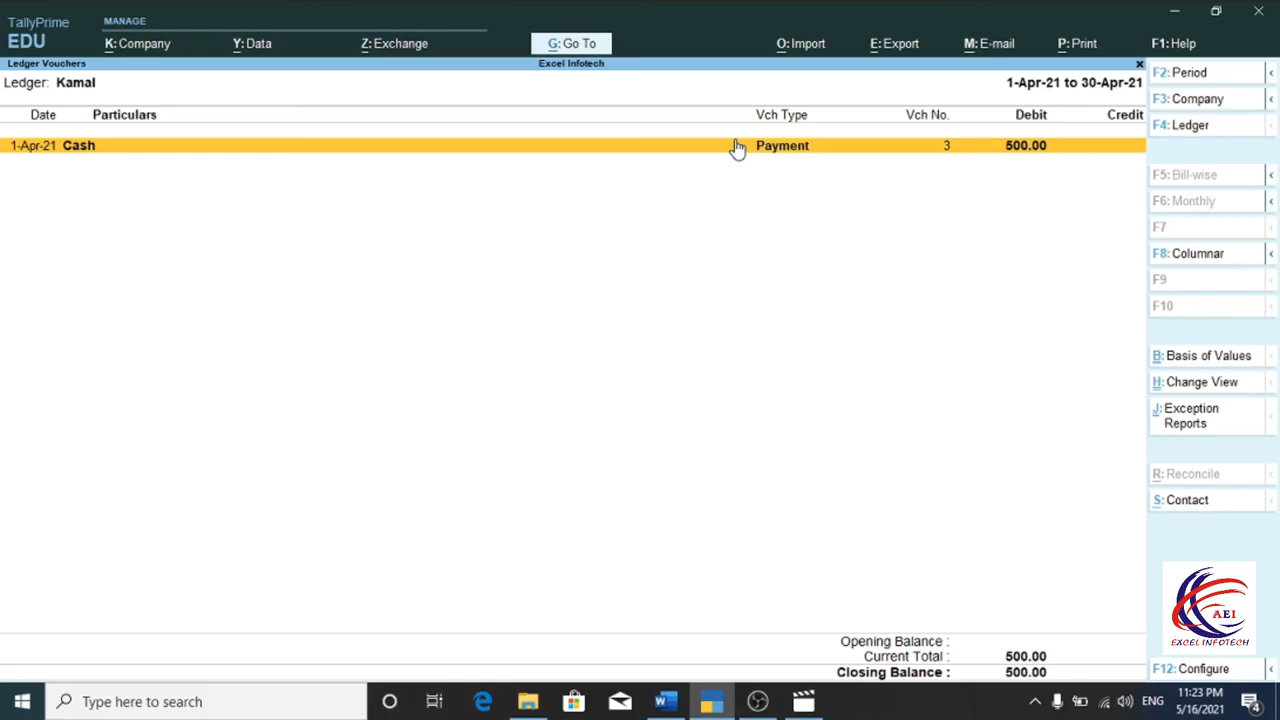 TallyPrime
EDU
MANAGE
K: Company
Y: Data
Z: Exchange
G: Go To
O: Import
E: Export
M: E-mail
P: Print
F1: Help
Ledger Vouchers
Excel Infotech
Ledger: Kamal
1-Apr-21 to 30-Apr-21
Date Particulars Vch Type Vch No. Debit Credit
1-Apr-21 Cash Payment 3 500.00
Opening Balance :
Current Total : 500.00
Closing Balance : 500.00
F2: Period
F3: Company
F4: Ledger
F5: Bill-wise
F6: Monthly
F7
F8: Columnar
F9
F10
B: Basis of Values
H: Change View
J: Exception
Reports
R: Reconcile
S: Contact
AEI
EXCEL INFOTECH
F12: Configure
Type here to search
ENG
11:23 PM
5/16/2021
4